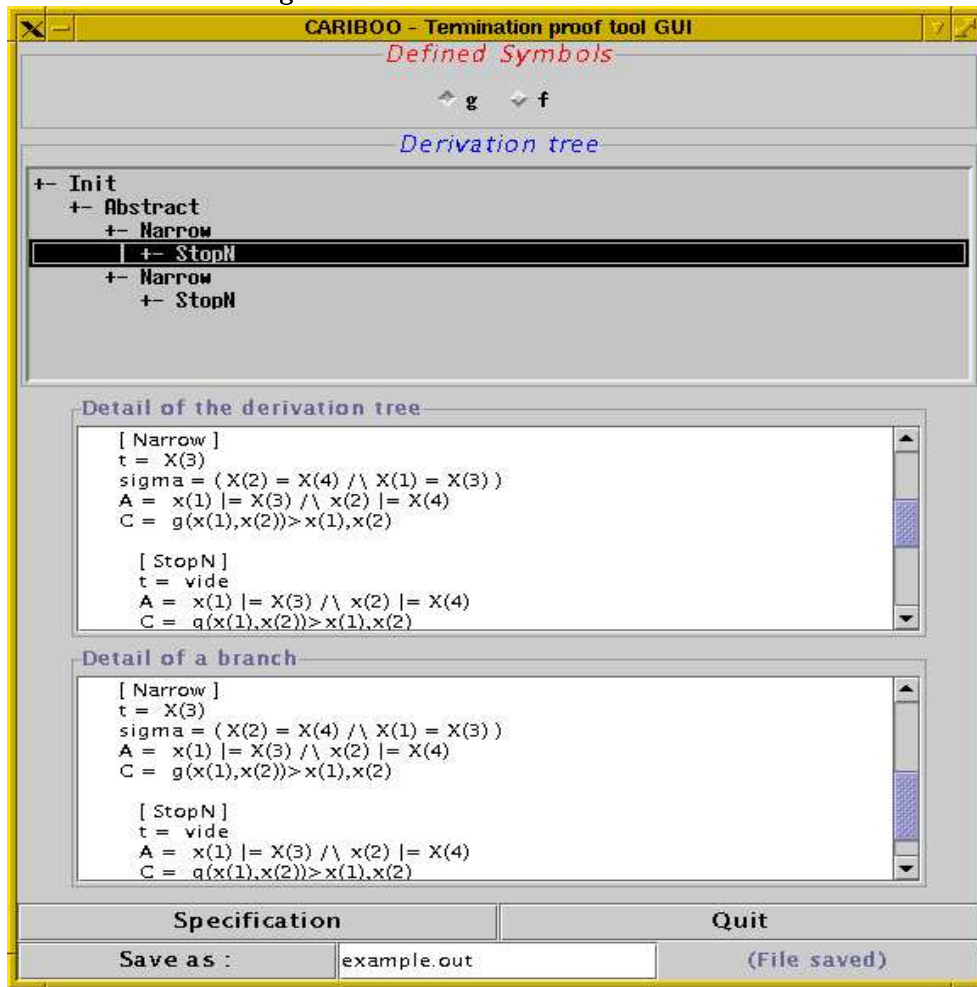 CARIBOO - Termination proof tool GUI
Defined Symbols
g f
Derivation tree
+- Init
+- Abstract
+- Narrow
| +- StopN
+- Narrow
+- StopN
Detail of the derivation tree
[ Narrow ]
t = X(3)
sigma = ( X(2) = X(4) /\ X(1) = X(3) )
A = x(1) |= X(3) /\ x(2) |= X(4)
C = g(x(1),x(2))>x(1),x(2)
[ StopN ]
t = vide
A = x(1) |= X(3) /\ x(2) |= X(4)
C = g(x(1),x(2))>x(1),x(2)
Detail of a branch
[ Narrow ]
t = X(3)
sigma = ( X(2) = X(4) /\ X(1) = X(3) )
A = x(1) |= X(3) /\ x(2) |= X(4)
C = g(x(1),x(2))>x(1),x(2)
[ StopN ]
t = vide
A = x(1) |= X(3) /\ x(2) |= X(4)
C = g(x(1),x(2))>x(1),x(2)
Specification Quit
Save as : example.out (File saved)